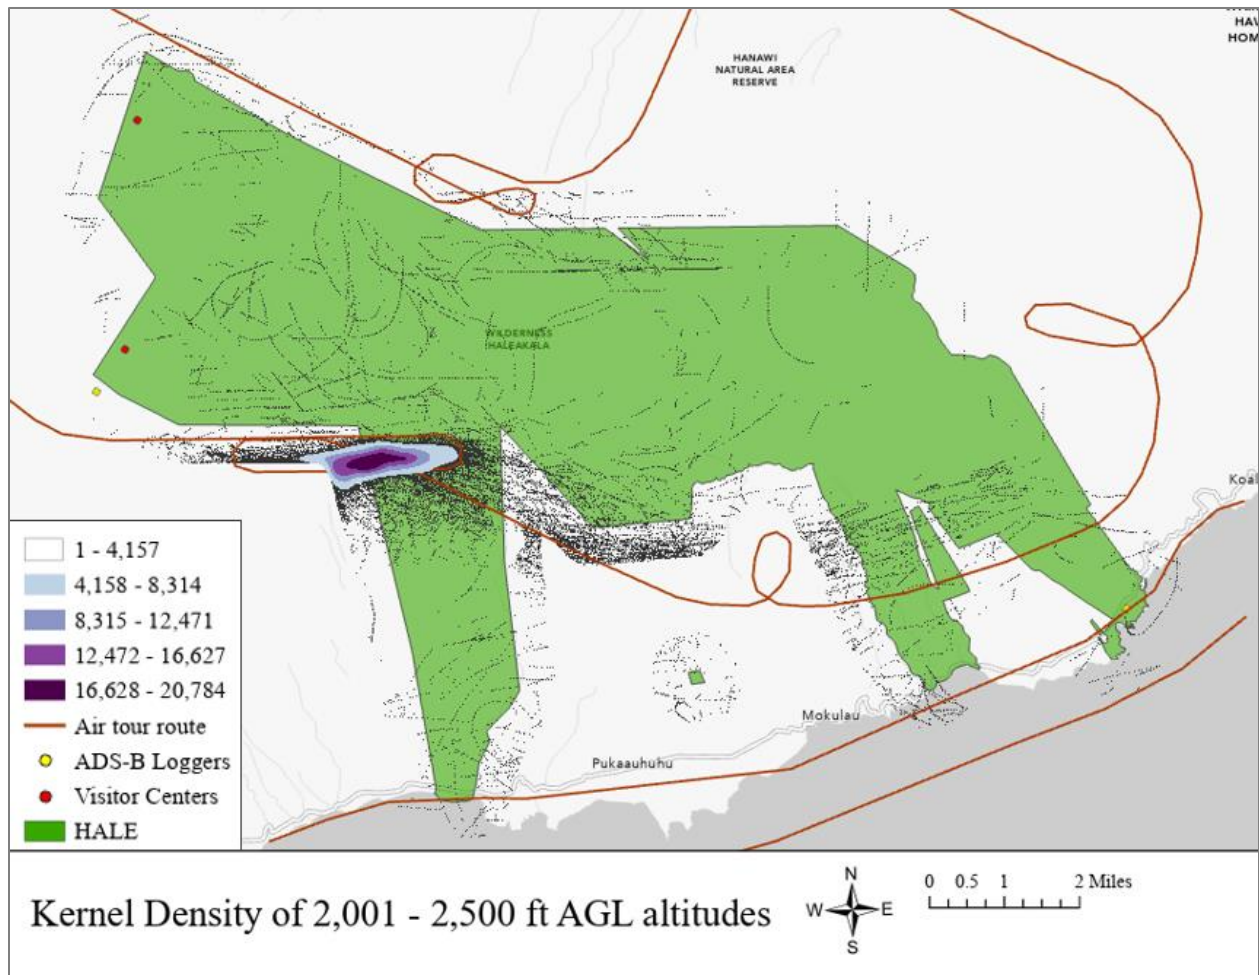 HAV
HOM
HANAWI
NATURAL AREA
RESERVE
WILDERNESS
HALEAKALA
Koal
Mokulau
Pukaauhuhu
1 - 4,157
4,158 - 8,314
8,315 - 12,471
12,472 - 16,627
16,628 - 20,784
Air tour route
ADS-B Loggers
Visitor Centers
HALE
Kernel Density of 2,001 - 2,500 ft AGL altitudes
N
W E
S
0 0.5 1 2 Miles